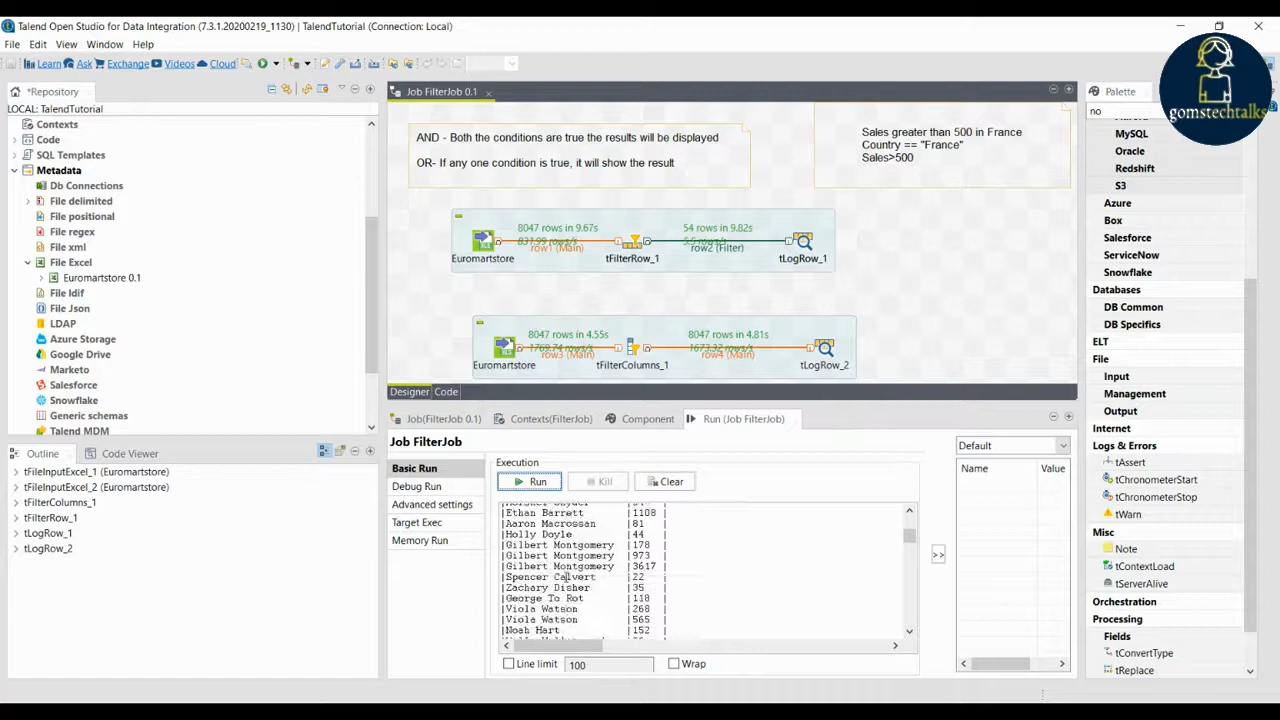 Talend Open Studio for Data Integration (7.3.1.20200219_1130) | TalendTutorial (Connection: Local)
File Edit View Window Help
Learn Ask Exchange Videos Cloud
*Repository
LOCAL: TalendTutorial
Contexts
Code
SQL Templates
Metadata
Db Connections
File delimited
File positional
File regex
File xml
File Excel
Euromartstore 0.1
File ldif
File Json
LDAP
Azure Storage
Google Drive
Marketo
Salesforce
Snowflake
Generic schemas
Talend MDM
Outline Code Viewer
tFileInputExcel_1 (Euromartstore)
tFileInputExcel_2 (Euromartstore)
tFilterColumns_1
tFilterRow_1
tLogRow_1
tLogRow_2
Job FilterJob 0.1
AND - Both the conditions are true the results will be displayed
OR- If any one condition is true, it will show the result
Sales greater than 500 in France
Country == "France"
Sales>500
8047 rows in 9.67s
831.99 rows/s
row1 (Main)
54 rows in 9.82s
5.5 rows/s
row2 (Filter)
Euromartstore
tFilterRow_1
tLogRow_1
8047 rows in 4.55s
1769.74 rows/s
row3 (Main)
8047 rows in 4.81s
1673.32 rows/s
row4 (Main)
Euromartstore
tFilterColumns_1
tLogRow_2
Designer Code
Job(FilterJob 0.1) Contexts(FilterJob) Component Run (Job FilterJob)
Job FilterJob
Basic Run
Debug Run
Advanced settings
Target Exec
Memory Run
Execution
Run Kill Clear
|Ethan Barrett |1108 |
|Aaron Macrossan |81 |
|Holly Doyle |44 |
|Gilbert Montgomery |178 |
|Gilbert Montgomery |973 |
|Gilbert Montgomery |3617 |
|Spencer Calvert |22 |
|Zachary Disher |35 |
|George To Rot |118 |
|Viola Watson |268 |
|Viola Watson |565 |
|Noah Hart |152 |
Line limit 100 Wrap
Default
Name Value
>>
Palette
no
MySQL
Oracle
Redshift
S3
Azure
Box
Salesforce
ServiceNow
Snowflake
Databases
DB Common
DB Specifics
ELT
File
Input
Management
Output
Internet
Logs & Errors
tAssert
tChronometerStart
tChronometerStop
tWarn
Misc
Note
tContextLoad
tServerAlive
Orchestration
Processing
Fields
tConvertType
tReplace
gomstechtalks